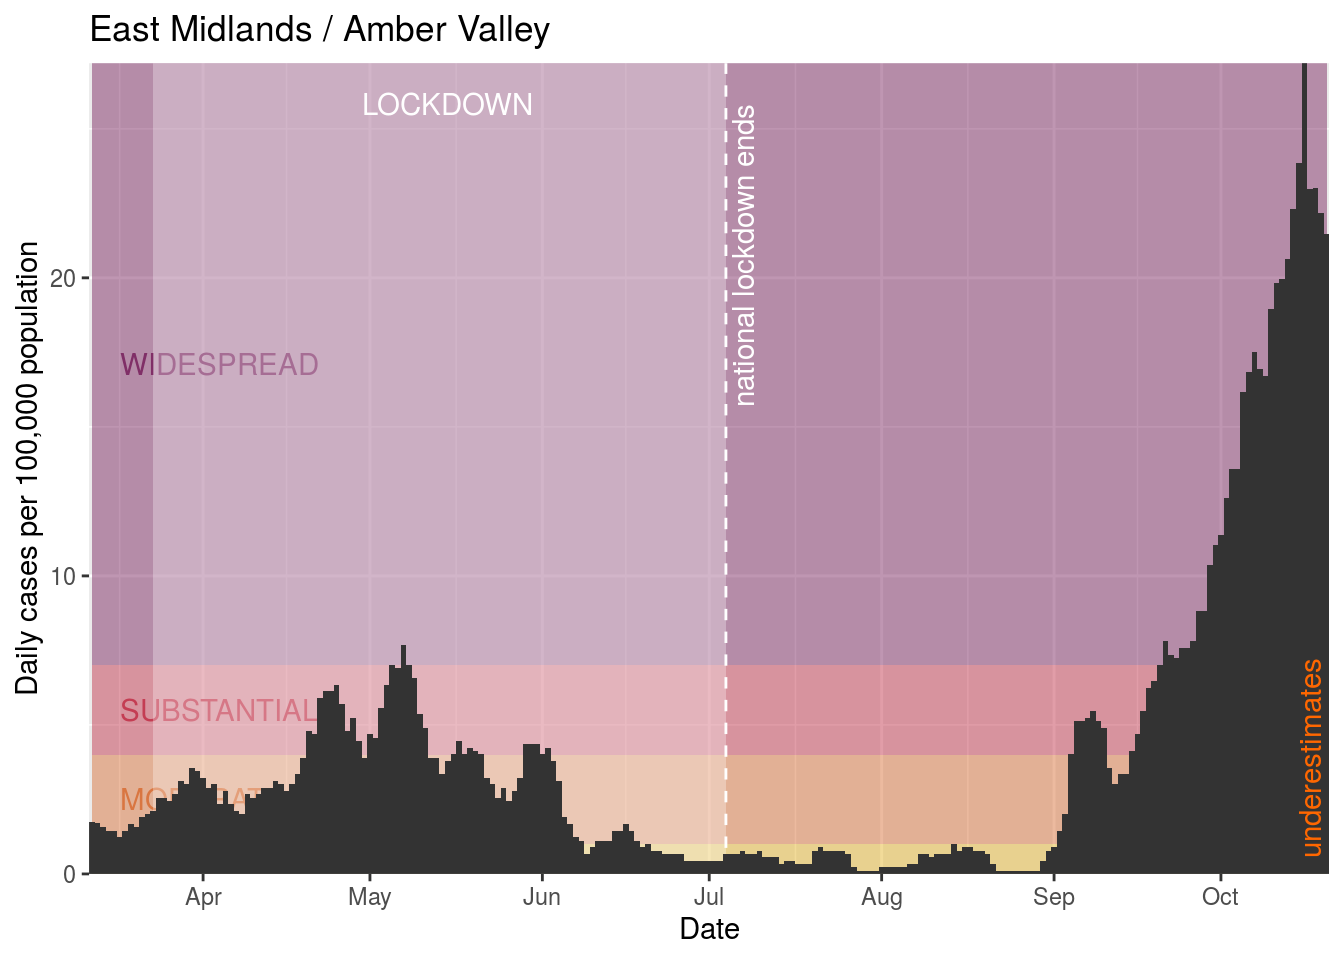 East Midlands / Amber Valley
LOCKDOWN
national lockdown ends
WIDESPREAD
SUBSTANTIAL
underestimates
Daily cases per 100,000 population
20
10
0
Apr May Jun Jul Aug Sep Oct
Date